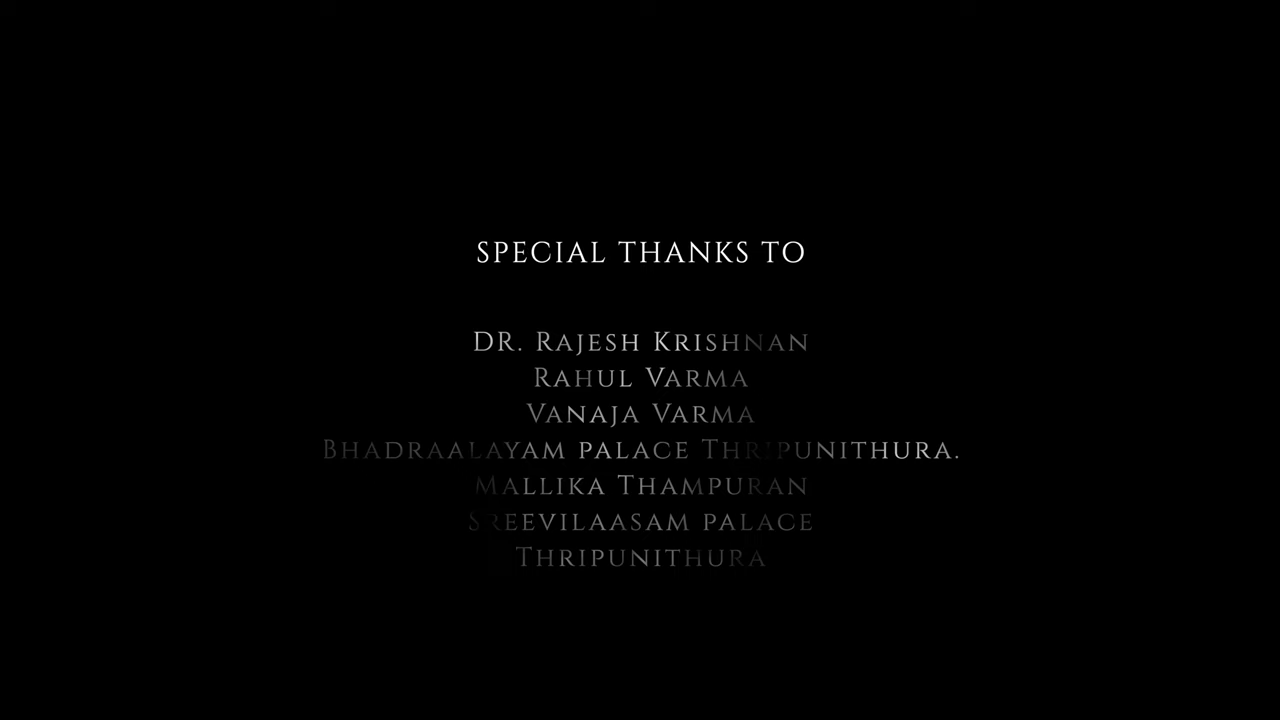 SPECIAL THANKS TO
DR. RAJESH KRISHNAN
RAHUL VARMA
VANAJA VARMA
BHADRAALAYAM PALACE THRIPUNITHURA.
MALLIKA THAMPURAN
SREEVILAASAM PALACE
THRIPUNITHURA